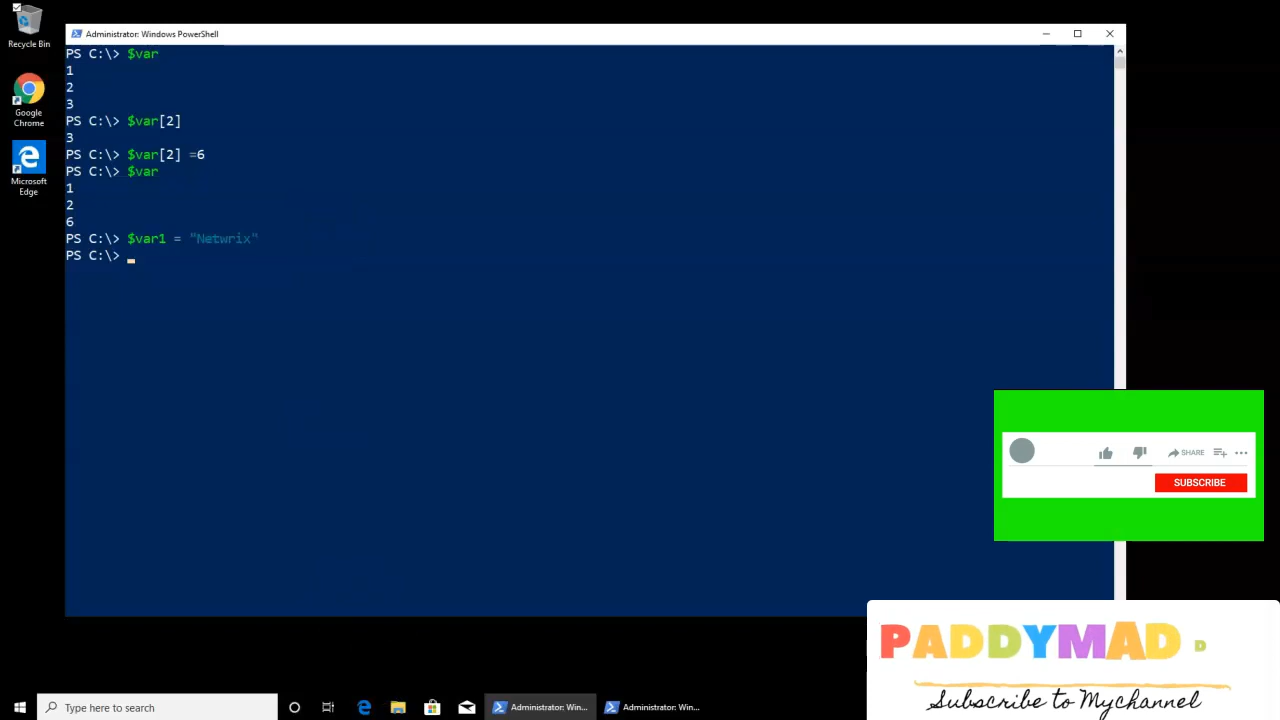 Recycle Bin
Google
Chrome
Microsoft
Edge
Administrator: Windows PowerShell
PS C:\> $var
1
2
3
PS C:\> $var[2]
3
PS C:\> $var[2] =6
PS C:\> $var
1
2
6
PS C:\> $var1 = "Netwrix"
PS C:\>
SHARE
SUBSCRIBE
PADDYMAD D
Subscribe to Mychannel
Type here to search
Administrator: Win...
Administrator: Win...